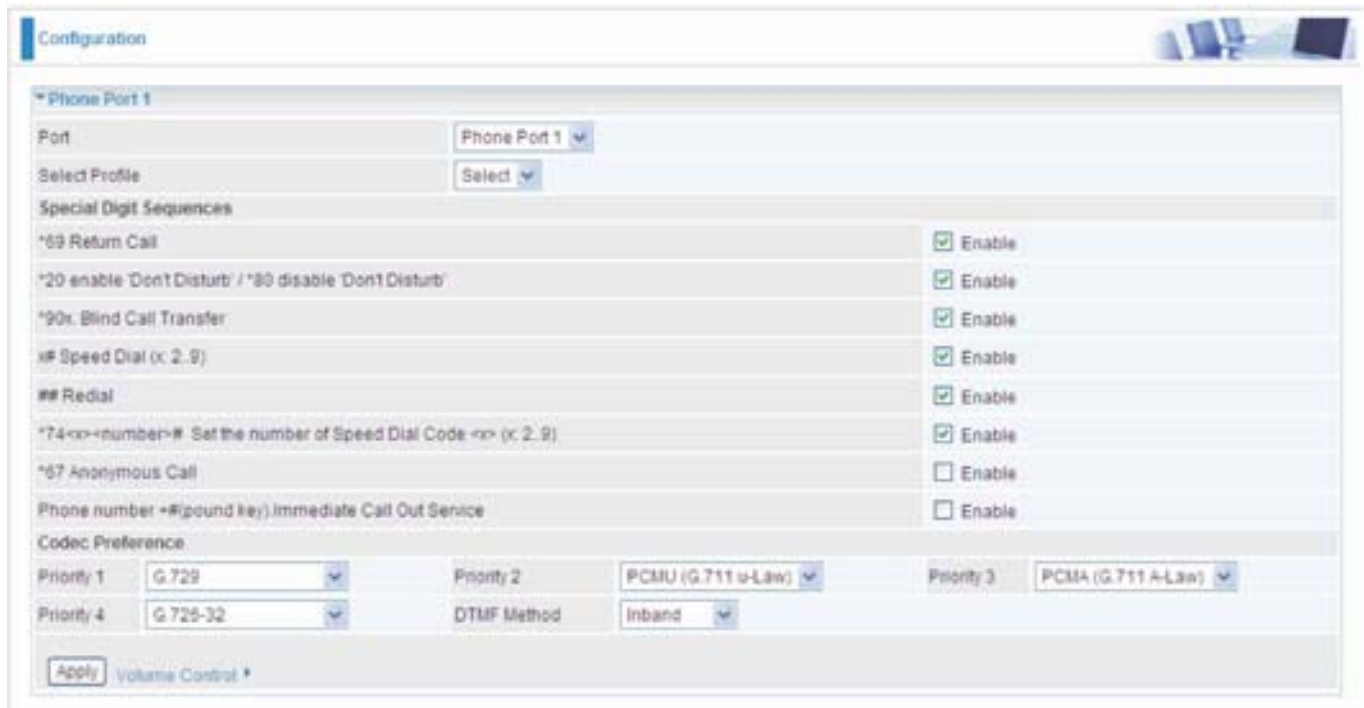 Configuration
Phone Port 1
Port Phone Port 1
Select Profile Select
Special Digit Sequences
*69 Return Call Enable
*20 enable 'Don't Disturb' / *80 disable 'Don't Disturb' Enable
*90x. Blind Call Transfer Enable
x# Speed Dial (x: 2..9) Enable
## Redial Enable
*74<x><number># Set the number of Speed Dial Code <x> (x: 2..9) Enable
*67 Anonymous Call Enable
Phone number +#(pound key).Immediate Call Out Service Enable
Codec Preference
Priority 1 G.729 Priority 2 PCMU (G.711 u-Law) Priority 3 PCMA (G.711 A-Law)
Priority 4 G.726-32 DTMF Method Inband
Apply Volume Control